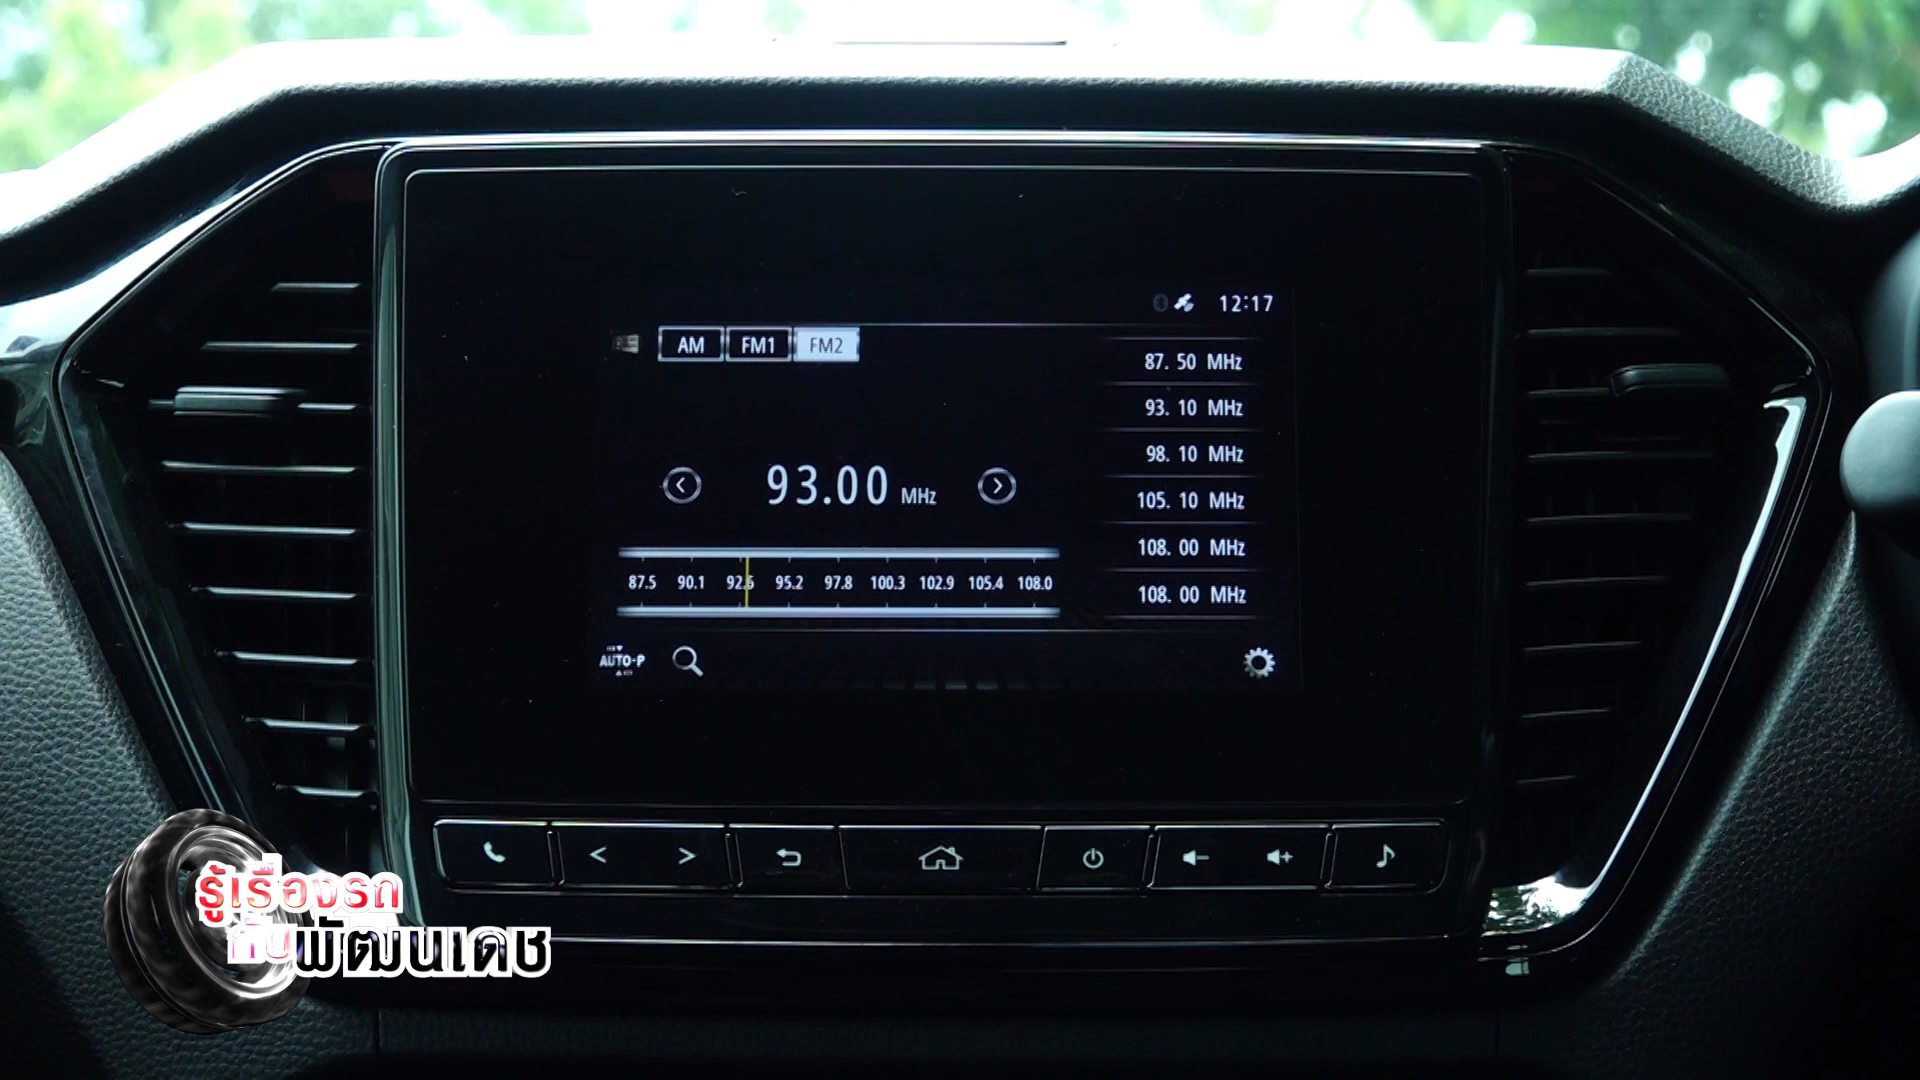 12:17
AM FM1 FM2
87. 50 MHz
93. 10 MHz
98. 10 MHz
93.00 MHz
105. 10 MHz
108. 00 MHz
87.5 90.1 92.6 95.2 97.8 100.3 102.9 105.4 108.0
108. 00 MHz
AUTO-P
รู้เรื่องรถ
กับพัฒนเดช